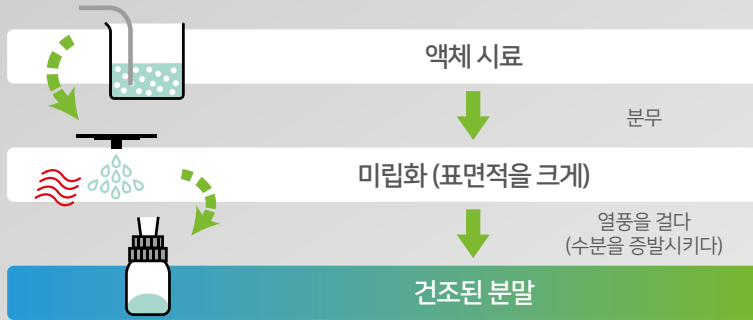 액체 시료
분무
미립화 (표면적을 크게)
열풍을 걸다
(수분을 증발시키다)
건조된 분말